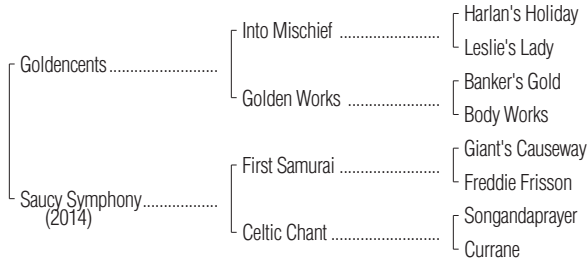 Harlan's Holiday
Into Mischief ....................
Leslie's Lady
Goldencents ......................
Banker's Gold
Golden Works ..................
Body Works
Giant's Causeway
First Samurai ....................
Freddie Frisson
Saucy Symphony...............
(2014)
Songandaprayer
Celtic Chant ......................
Currane